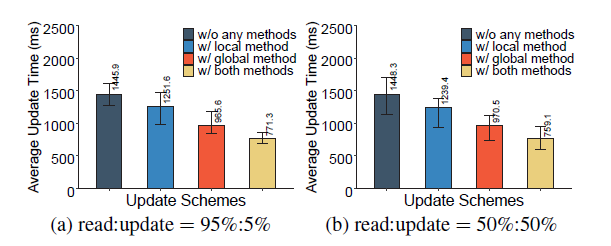 Average Update Time (ms)
2500
2000
1500
1000
500
0
w/o any methods
w/ local method
w/ global method
w/ both methods
1445.9
1251.6
965.6
771.3
Update Schemes
(a) read:update = 95%:5%
Average Update Time (ms)
2500
2000
1500
1000
500
0
w/o any methods
w/ local method
w/ global method
w/ both methods
1448.3
1239.4
970.5
759.1
Update Schemes
(b) read:update = 50%:50%